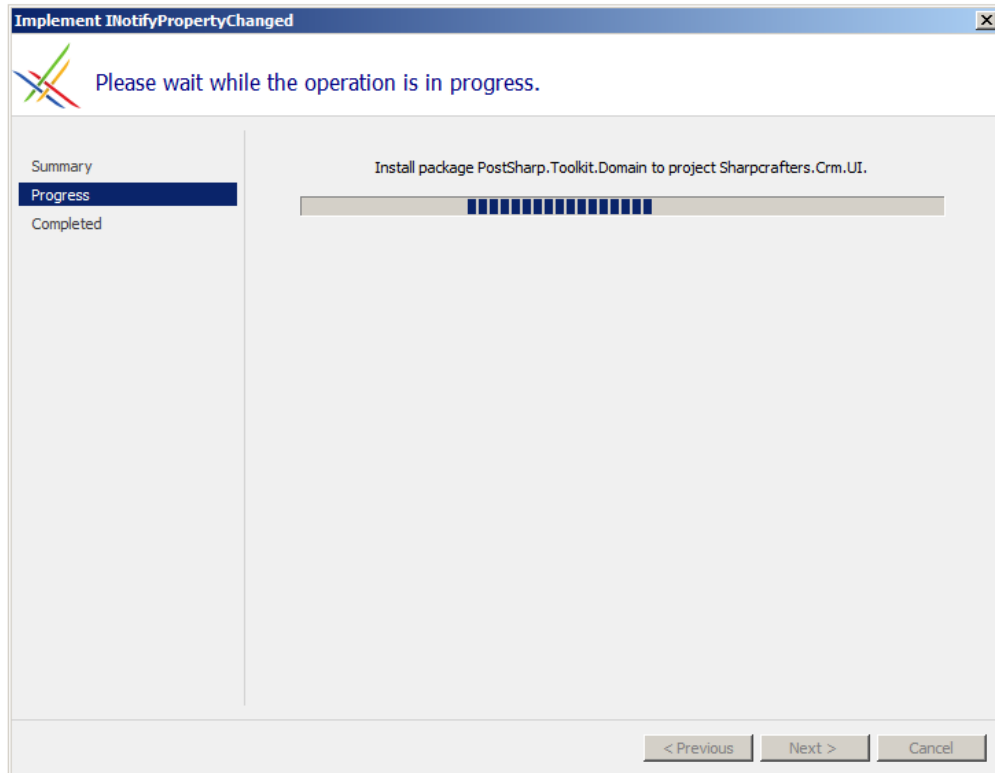 Implement INotifyPropertyChanged
Please wait while the operation is in progress.
Summary
Progress
Completed
Install package PostSharp.Toolkit.Domain to project Sharpcrafters.Crm.UI.
< Previous
Next >
Cancel